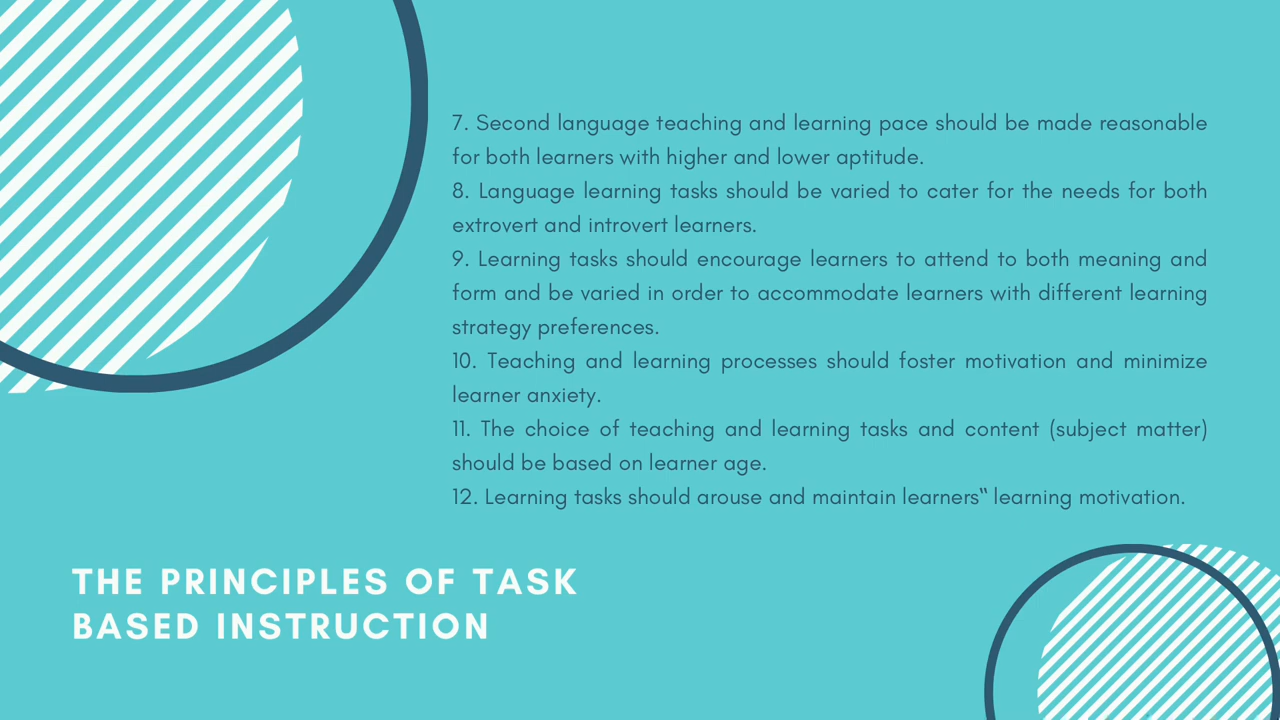 7. Second language teaching and learning pace should be made reasonable
for both learners with higher and lower aptitude.
8. Language learning tasks should be varied to cater for the needs for both
extrovert and introvert learners.
9. Learning tasks should encourage learners to attend to both meaning and
form and be varied in order to accommodate learners with different learning
strategy preferences.
10. Teaching and learning processes should foster motivation and minimize
learner anxiety.
11. The choice of teaching and learning tasks and content (subject matter)
should be based on learner age.
12. Learning tasks should arouse and maintain learners‟ learning motivation.
THE PRINCIPLES OF TASK
BASED INSTRUCTION